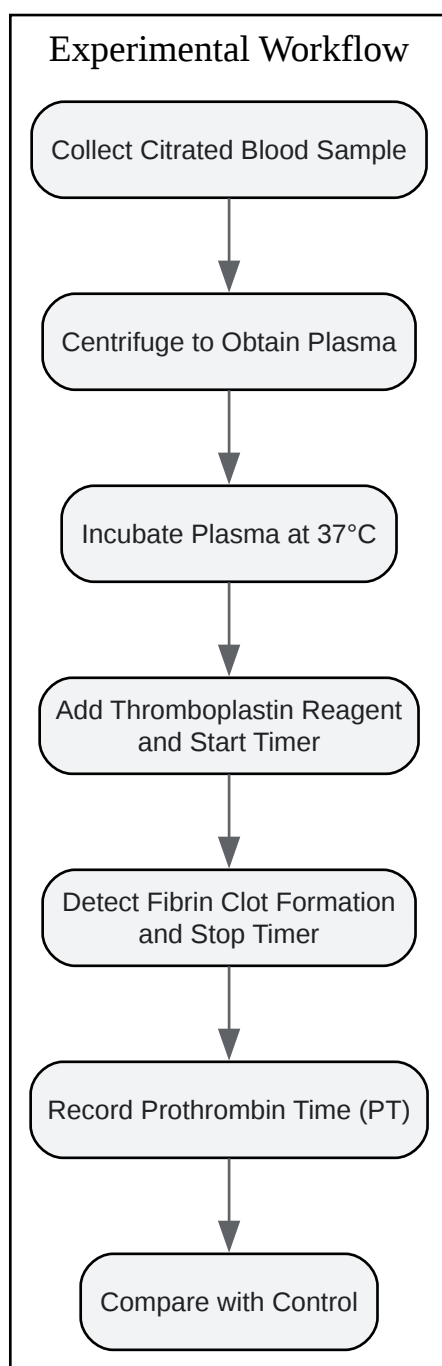 Experimental Workflow
Collect Citrated Blood Sample
Centrifuge to Obtain Plasma
Incubate Plasma at 37°C
Add Thromboplastin Reagent
and Start Timer
Detect Fibrin Clot Formation
and Stop Timer
Record Prothrombin Time (PT)
Compare with Control